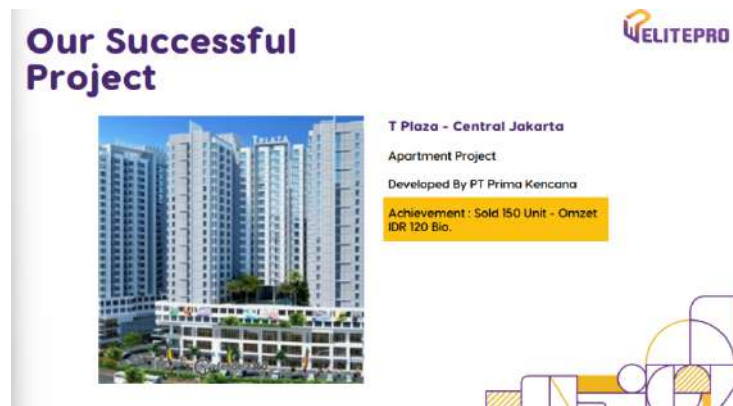 Our Successful
Project
ELITEPRO
T Plaza - Central Jakarta
Apartment Project
Developed By PT Prima Kencana
Achievement : Sold 150 Unit - Omzet
IDR 120 Bio.
T PLAZA